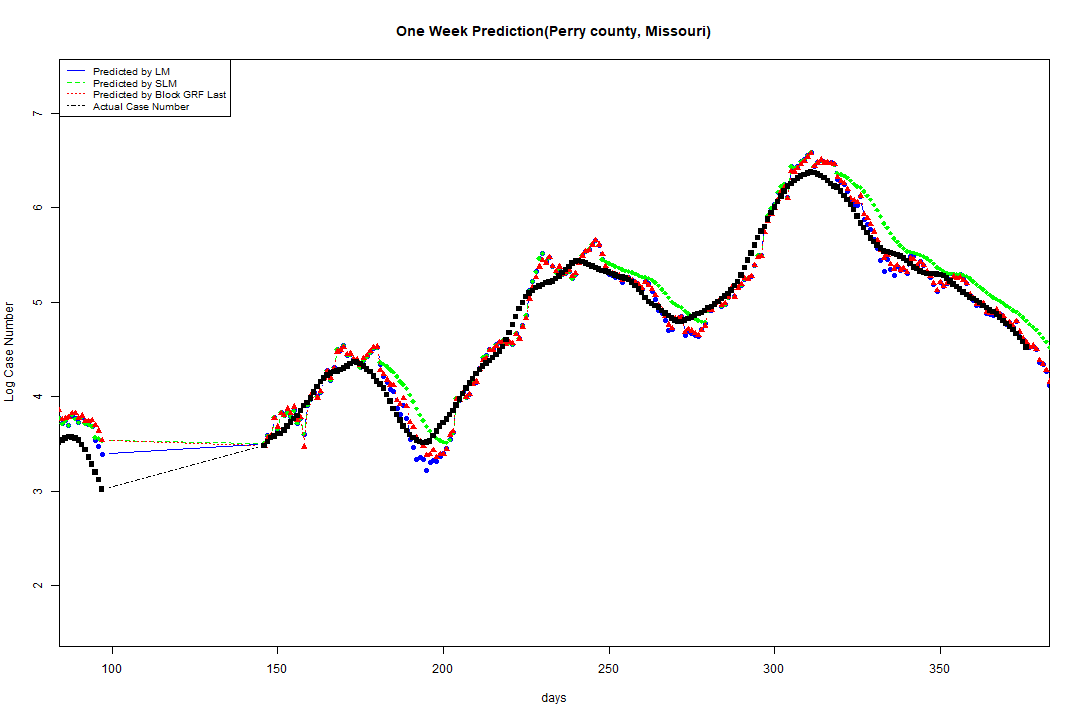 One Week Prediction(Perry county, Missouri)
Predicted by LM
Predicted by SLM
Predicted by Block GRF Last
Actual Case Number
Log Case Number
7
6
5
4
3
2
100 150 200 250 300 350
days